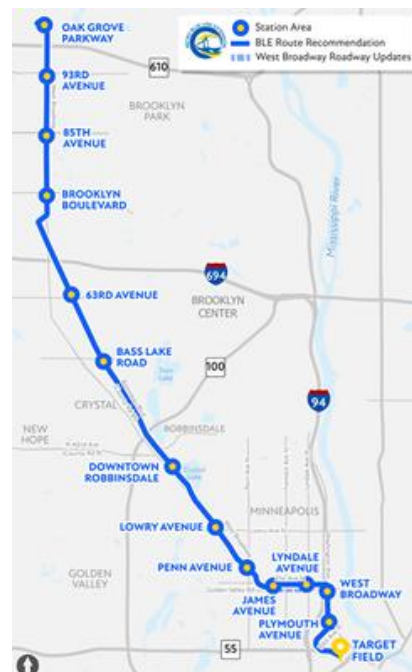 OAK GROVE
PARKWAY
Station Area
BLE Route Recommendation
West Broadway Roadway Updates
93RD
AVENUE
610
BROOKLYN
PARK
85TH
AVENUE
BROOKLYN
BOULEVARD
Mississippi River
694
63RD AVENUE
BROOKLYN
CENTER
BASS LAKE
ROAD
100
94
CRYSTAL
NEW
HOPE
ROBBINSDALE
DOWNTOWN
ROBBINSDALE
MINNEAPOLIS
LOWRY AVENUE
LYNDALE
AVENUE
PENN AVENUE
GOLDEN
VALLEY
WEST
BROADWAY
JAMES
AVENUE
PLYMOUTH
AVENUE
55
TARGET
FIELD